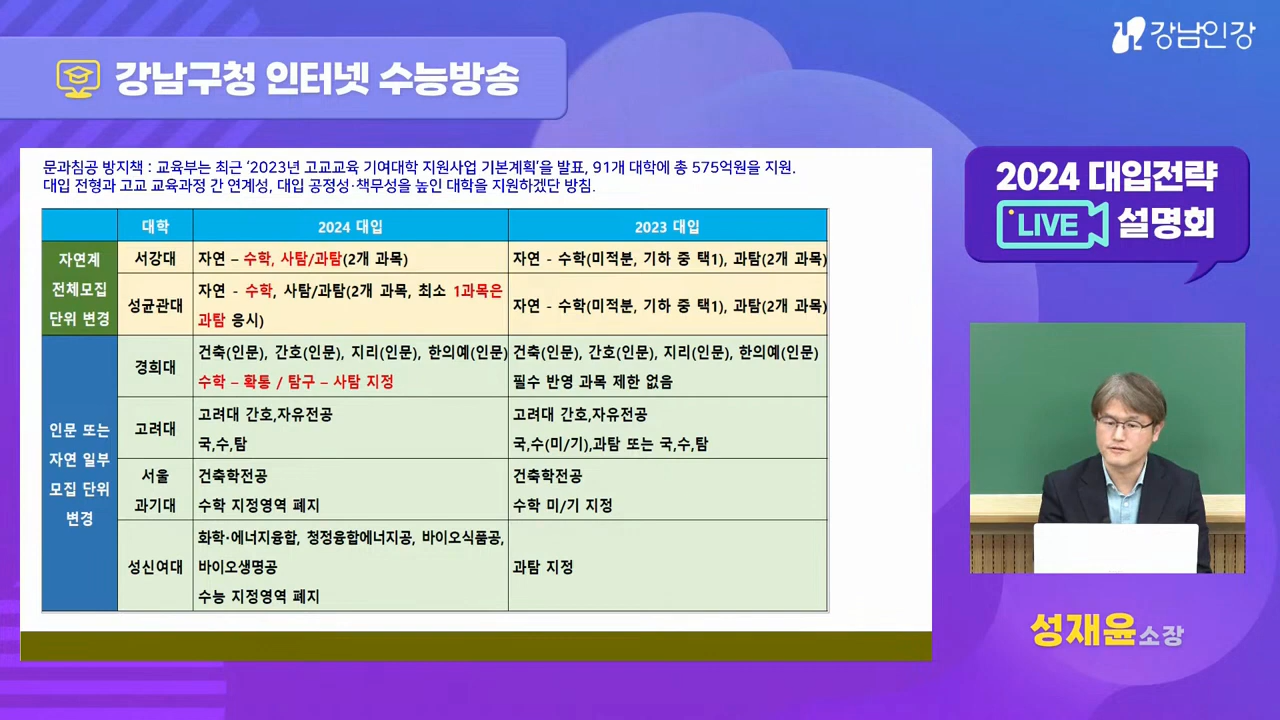 강남인강
강남구청 인터넷 수능방송
문과침공 방지책 : 교육부는 최근 '2023년 고교교육 기여대학 지원사업 기본계획'을 발표, 91개 대학에 총 575억원을 지원.
대입 전형과 고교 교육과정 간 연계성, 대입 공정성·책무성을 높인 대학을 지원하겠단 방침.
대학 2024 대입 2023 대입
자연계
전체모집
단위 변경
서강대
자연 – 수학, 사탐/과탐(2개 과목)
자연 - 수학(미적분, 기하 중 택1), 과탐(2개 과목)
성균관대
자연 - 수학, 사탐/과탐(2개 과목, 최소 1과목은
과탐 응시)
자연 - 수학(미적분, 기하 중 택1), 과탐(2개 과목)
인문 또는
자연 일부
모집 단위
변경
경희대
건축(인문), 간호(인문), 지리(인문), 한의예(인문)
수학 – 확통 / 탐구 – 사탐 지정
건축(인문), 간호(인문), 지리(인문), 한의예(인문)
필수 반영 과목 제한 없음
고려대
고려대 간호,자유전공
국,수,탐
고려대 간호,자유전공
국,수(미/기),과탐 또는 국,수,탐
서울
과기대
건축학전공
수학 지정영역 폐지
건축학전공
수학 미/기 지정
성신여대
화학·에너지융합, 청정융합에너지공, 바이오식품공,
바이오생명공
수능 지정영역 폐지
과탐 지정
2024 대입전략
LIVE 설명회
성재윤소장